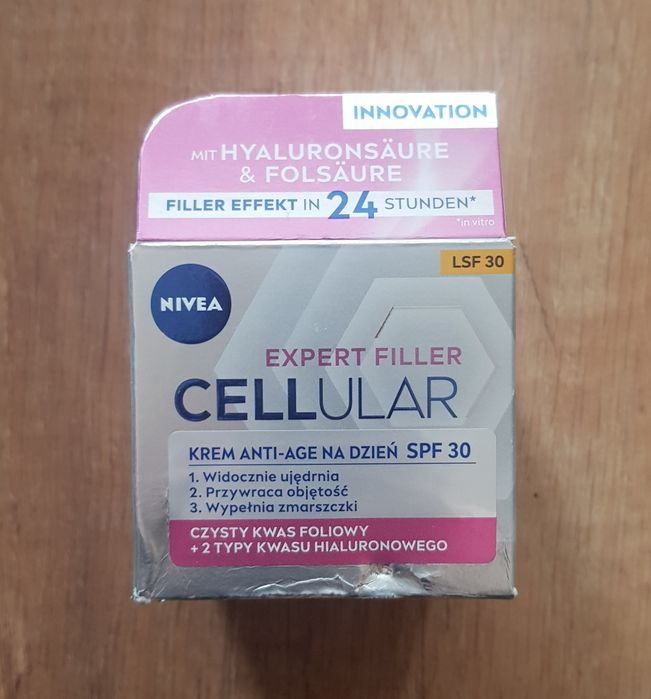 INNOVATION
MIT HYALURONSÄURE
& FOLSÄURE
FILLER EFFEKT IN 24 STUNDEN*
*in vitro
LSF 30
NIVEA
EXPERT FILLER
CELLULAR
KREM ANTI-AGE NA DZIEŃ SPF 30
1. Widocznie ujędrnia
2. Przywraca objętość
3. Wypełnia zmarszczki
CZYSTY KWAS FOLIOWY
+ 2 TYPY KWASU HIALURONOWEGO